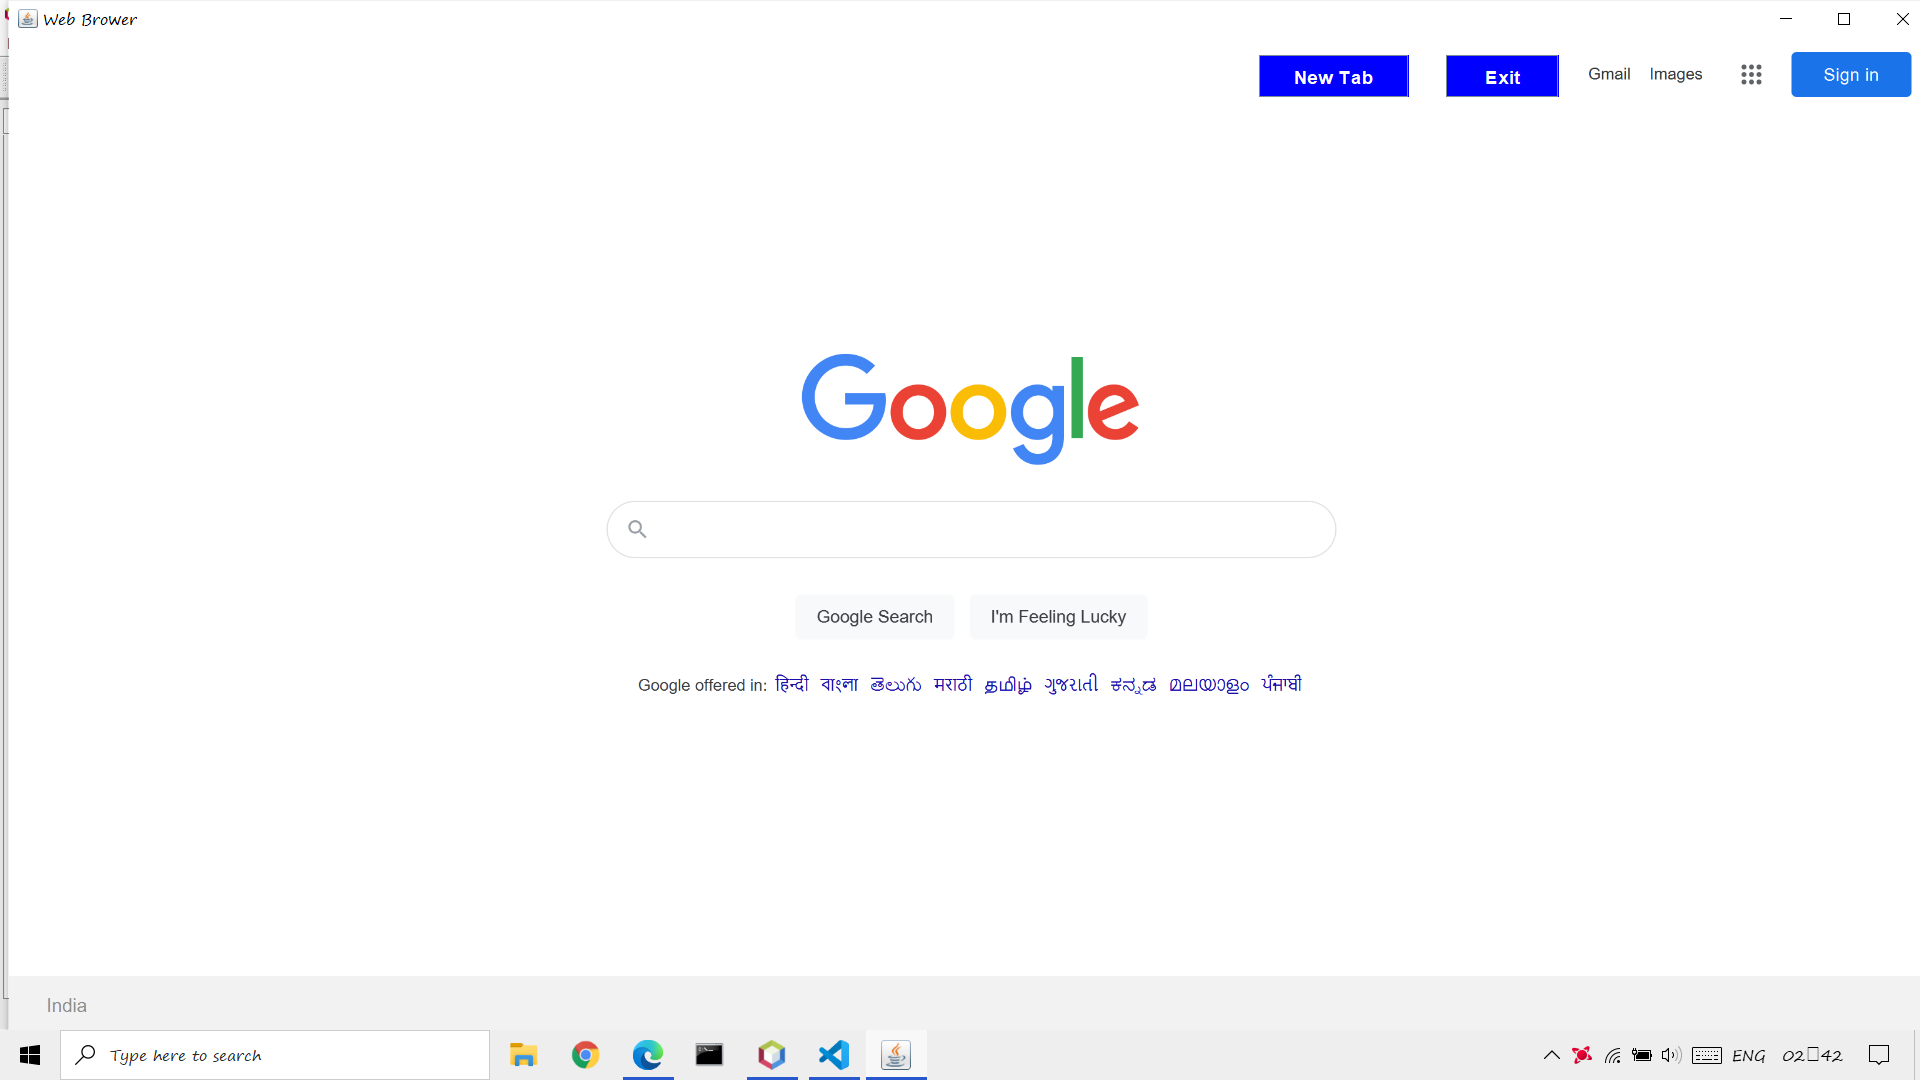 Web Brower
New Tab Exit Gmail Images Sign in
Google
Google Search I'm Feeling Lucky
Google offered in: हिन्दी বাংলা తెలుగు मराठी தமிழ் ગુજરાતી ಕನ್ನಡ മലയാളം ਪੰਜਾਬੀ
India
Type here to search ENG 02▯42